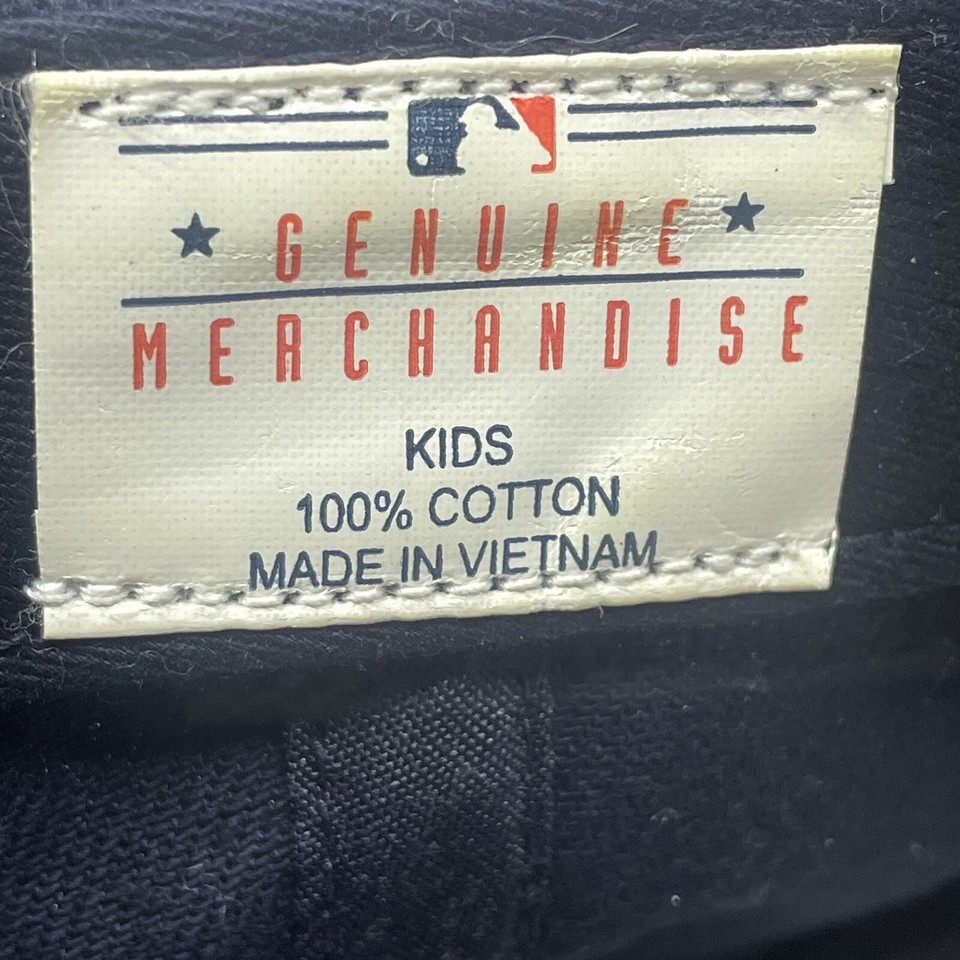 GENUINE
MERCHANDISE
KIDS
100% COTTON
MADE IN VIETNAM